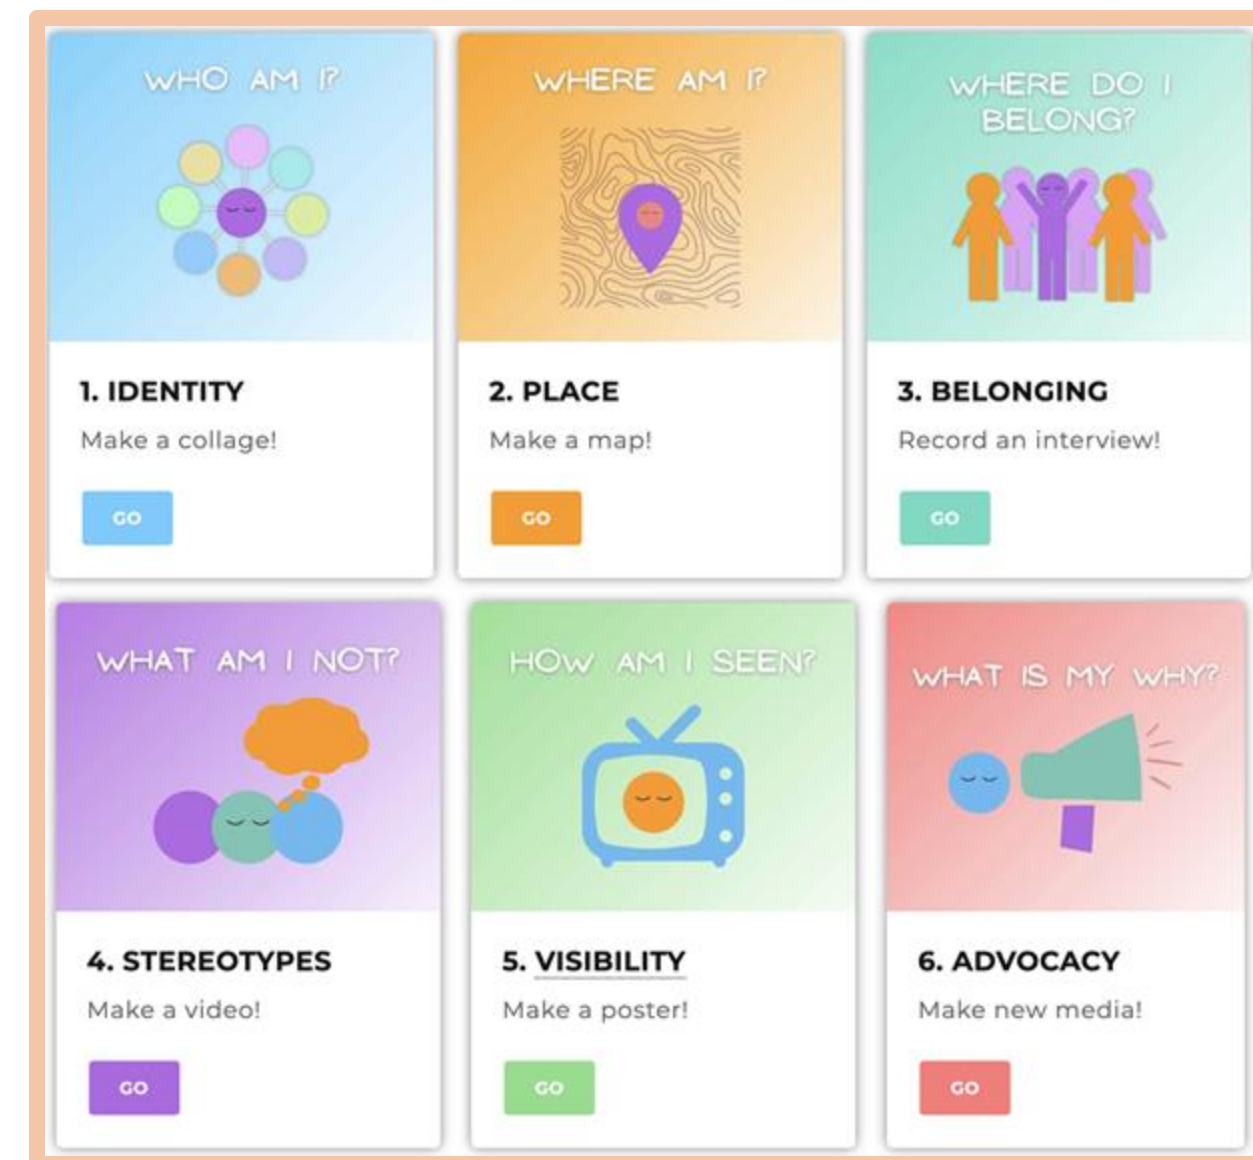 WHO AM I?
1. IDENTITY
Make a collage!
GO
WHERE AM I?
2. PLACE
Make a map!
GO
WHERE DO I
BELONG?
3. BELONGING
Record an interview!
GO
WHAT AM I NOT?
4. STEREOTYPES
Make a video!
GO
HOW AM I SEEN?
5. VISIBILITY
Make a poster!
GO
WHAT IS MY WHY?
6. ADVOCACY
Make new media!
GO